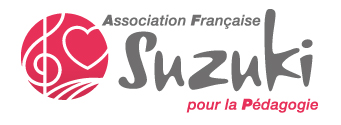 Association Française
Suzuki
pour la Pédagogie